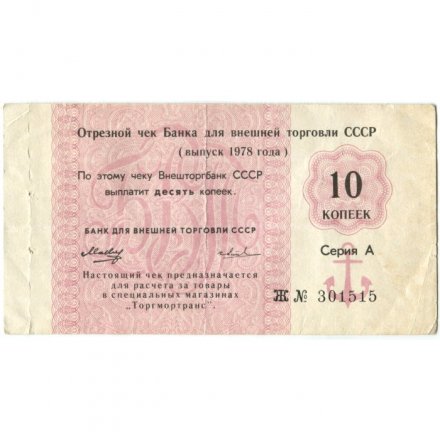 Отрезной чек Банка для внешней торговли СССР
(выпуск 1978 года)
По этому чеку Внешторгбанк СССР
выплатит десять копеек.
10
КОПЕЕК
БАНК ДЛЯ ВНЕШНЕЙ ТОРГОВЛИ СССР
Серия А
Настоящий чек предназначается
для расчета за товары
в специальных магазинах
„Торгмортранс".
Ж № 301515